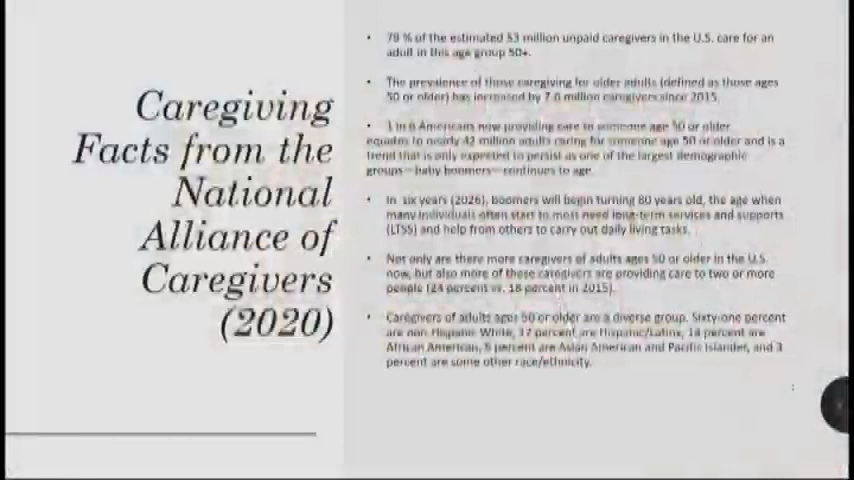 Caregiving
Facts from the
National
Alliance of
Caregivers
(2020)
• 79 % of the estimated 53 million unpaid caregivers in the U.S. care for an
adult in this age group 50+.
• The prevalence of those caregiving for older adults (defined as those ages
50 or older) has increased by 7.6 million caregivers since 2015.
• 1 in 6 Americans now providing care to someone age 50 or older
equates to nearly 42 million adults caring for someone age 50 or older and is a
trend that is only expected to persist as one of the largest demographic
groups—baby boomers—continues to age.
• In six years (2026), boomers will begin turning 80 years old, the age when
many individuals often start to most need long-term services and supports
(LTSS) and help from others to carry out daily living tasks.
• Not only are there more caregivers of adults ages 50 or older in the U.S.
now, but also more of these caregivers are providing care to two or more
people (24 percent vs. 18 percent in 2015).
• Caregivers of adults ages 50 or older are a diverse group. Sixty-one percent
are non-Hispanic White, 17 percent are Hispanic/Latinx, 14 percent are
African American, 5 percent are Asian American and Pacific Islander, and 3
percent are some other race/ethnicity.